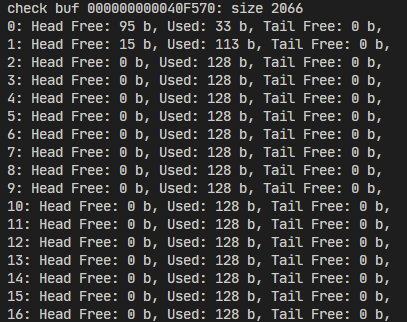 check buf 000000000040F570: size 2066
0: Head Free: 95 b, Used: 33 b, Tail Free: 0 b,
1: Head Free: 15 b, Used: 113 b, Tail Free: 0 b,
2: Head Free: 0 b, Used: 128 b, Tail Free: 0 b,
3: Head Free: 0 b, Used: 128 b, Tail Free: 0 b,
4: Head Free: 0 b, Used: 128 b, Tail Free: 0 b,
5: Head Free: 0 b, Used: 128 b, Tail Free: 0 b,
6: Head Free: 0 b, Used: 128 b, Tail Free: 0 b,
7: Head Free: 0 b, Used: 128 b, Tail Free: 0 b,
8: Head Free: 0 b, Used: 128 b, Tail Free: 0 b,
9: Head Free: 0 b, Used: 128 b, Tail Free: 0 b,
10: Head Free: 0 b, Used: 128 b, Tail Free: 0 b,
11: Head Free: 0 b, Used: 128 b, Tail Free: 0 b,
12: Head Free: 0 b, Used: 128 b, Tail Free: 0 b,
13: Head Free: 0 b, Used: 128 b, Tail Free: 0 b,
14: Head Free: 0 b, Used: 128 b, Tail Free: 0 b,
15: Head Free: 0 b, Used: 128 b, Tail Free: 0 b,
16: Head Free: 0 b, Used: 128 b, Tail Free: 0 b,